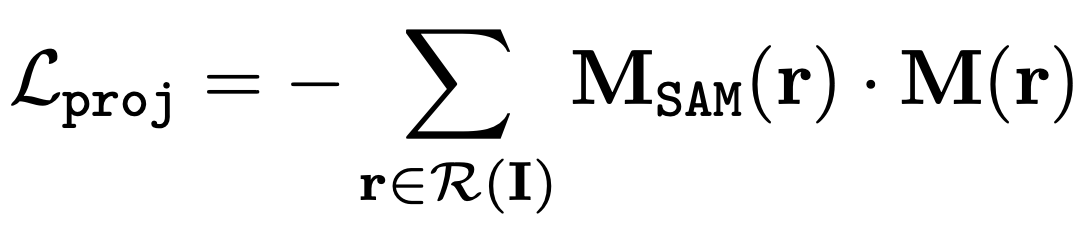 ℒ_proj = − ∑_{r∈ℛ(I)} M_SAM(r) · M(r)